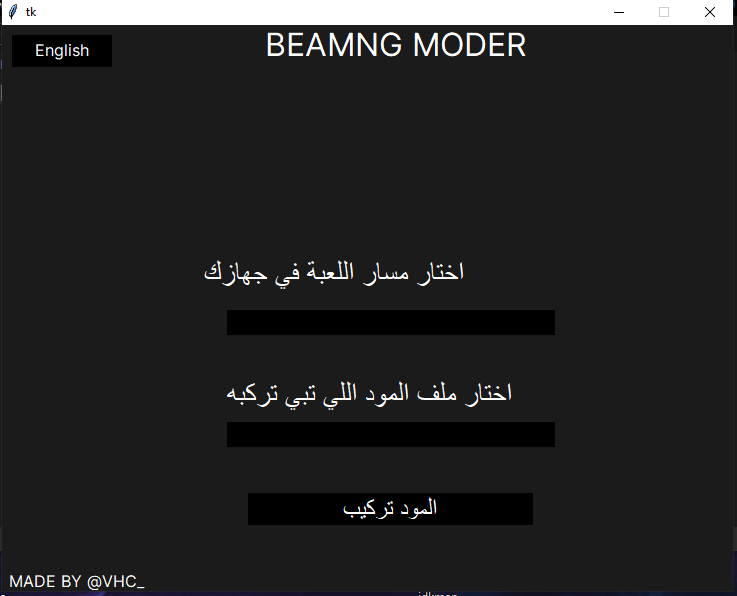 tk
English
BEAMNG MODER
اختار مسار اللعبة في جهازك
اختار ملف المود اللي تبي تركبه
المود تركيب
MADE BY @VHC_